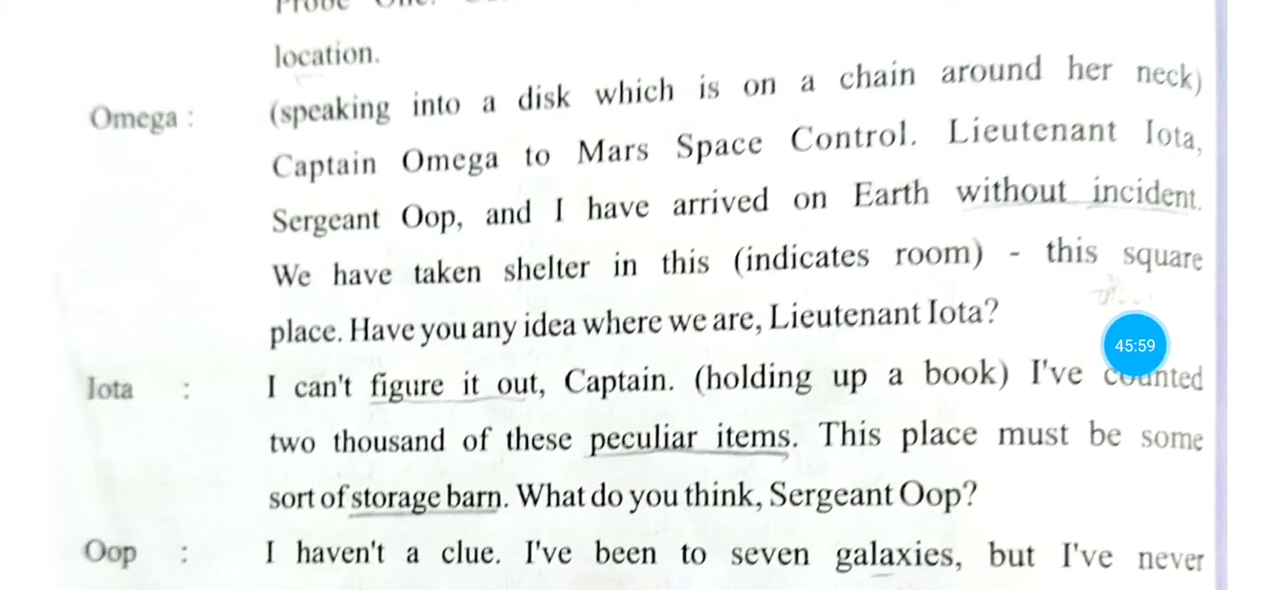 location.
Omega : (speaking into a disk which is on a chain around her neck)
Captain Omega to Mars Space Control. Lieutenant Iota,
Sergeant Oop, and I have arrived on Earth without incident.
We have taken shelter in this (indicates room) - this square
place. Have you any idea where we are, Lieutenant Iota?
45:59
Iota : I can't figure it out, Captain. (holding up a book) I've counted
two thousand of these peculiar items. This place must be some
sort of storage barn. What do you think, Sergeant Oop?
Oop : I haven't a clue. I've been to seven galaxies, but I've never